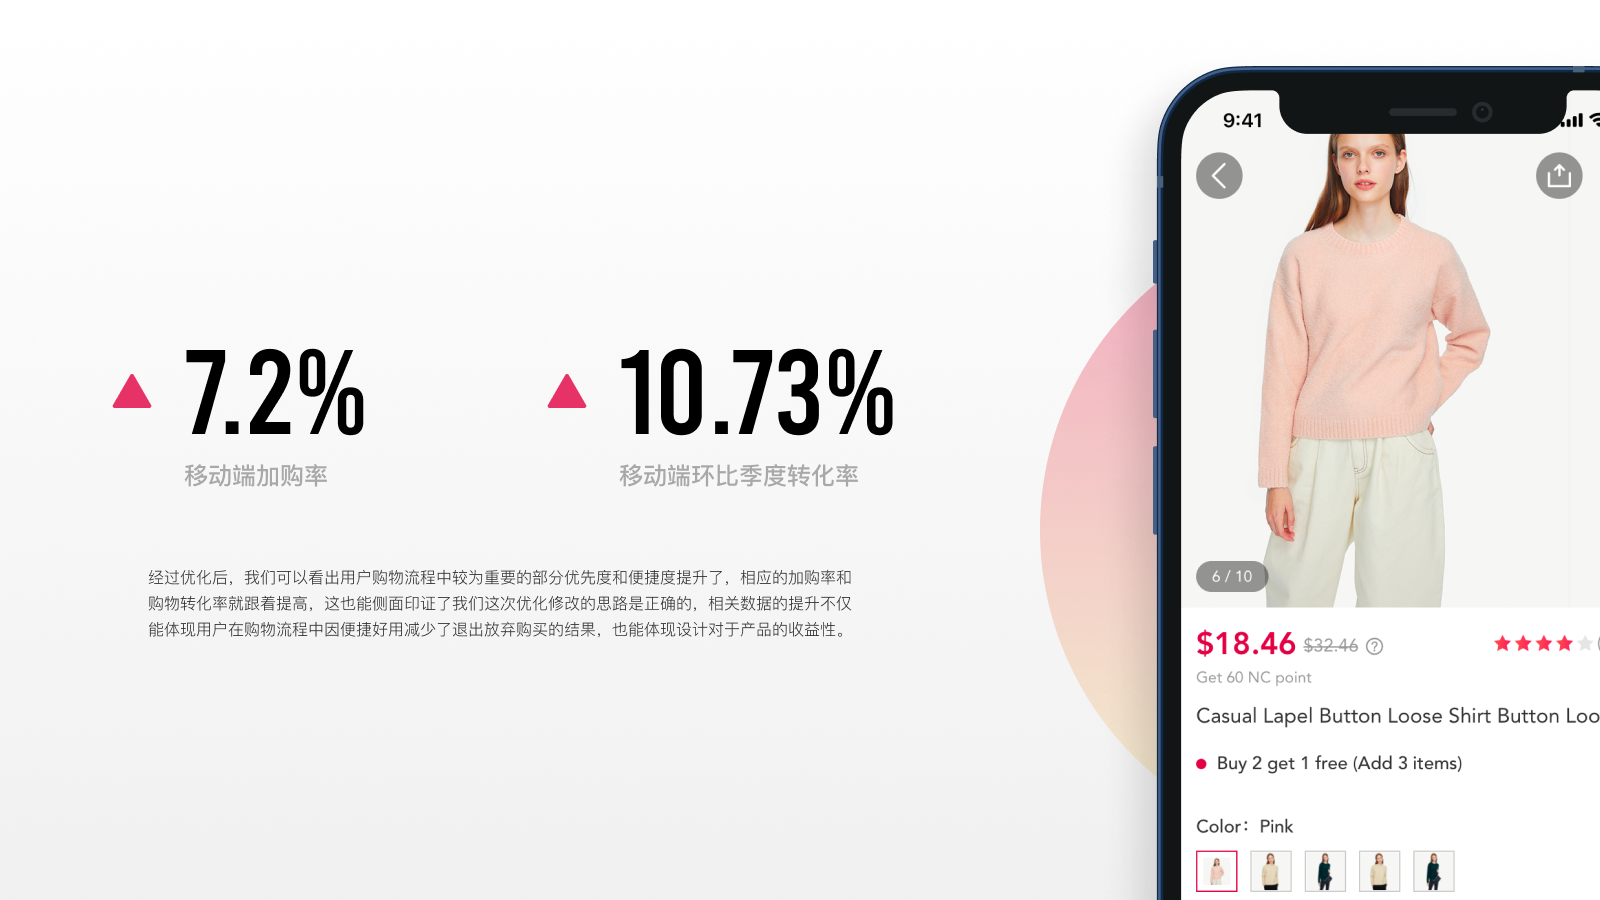 7.2%
移动端加购率
10.73%
移动端环比季度转化率
经过优化后，我们可以看出用户购物流程中较为重要的部分优先度和便捷度提升了，相应的加购率和
购物转化率就跟着提高，这也能侧面印证了我们这次优化修改的思路是正确的，相关数据的提升不仅
能体现用户在购物流程中因便捷好用减少了退出放弃购买的结果，也能体现设计对于产品的收益性。
9:41
6 / 10
$18.46 $32.46 ?
Get 60 NC point
Casual Lapel Button Loose Shirt Button Loo
Buy 2 get 1 free (Add 3 items)
Color：Pink